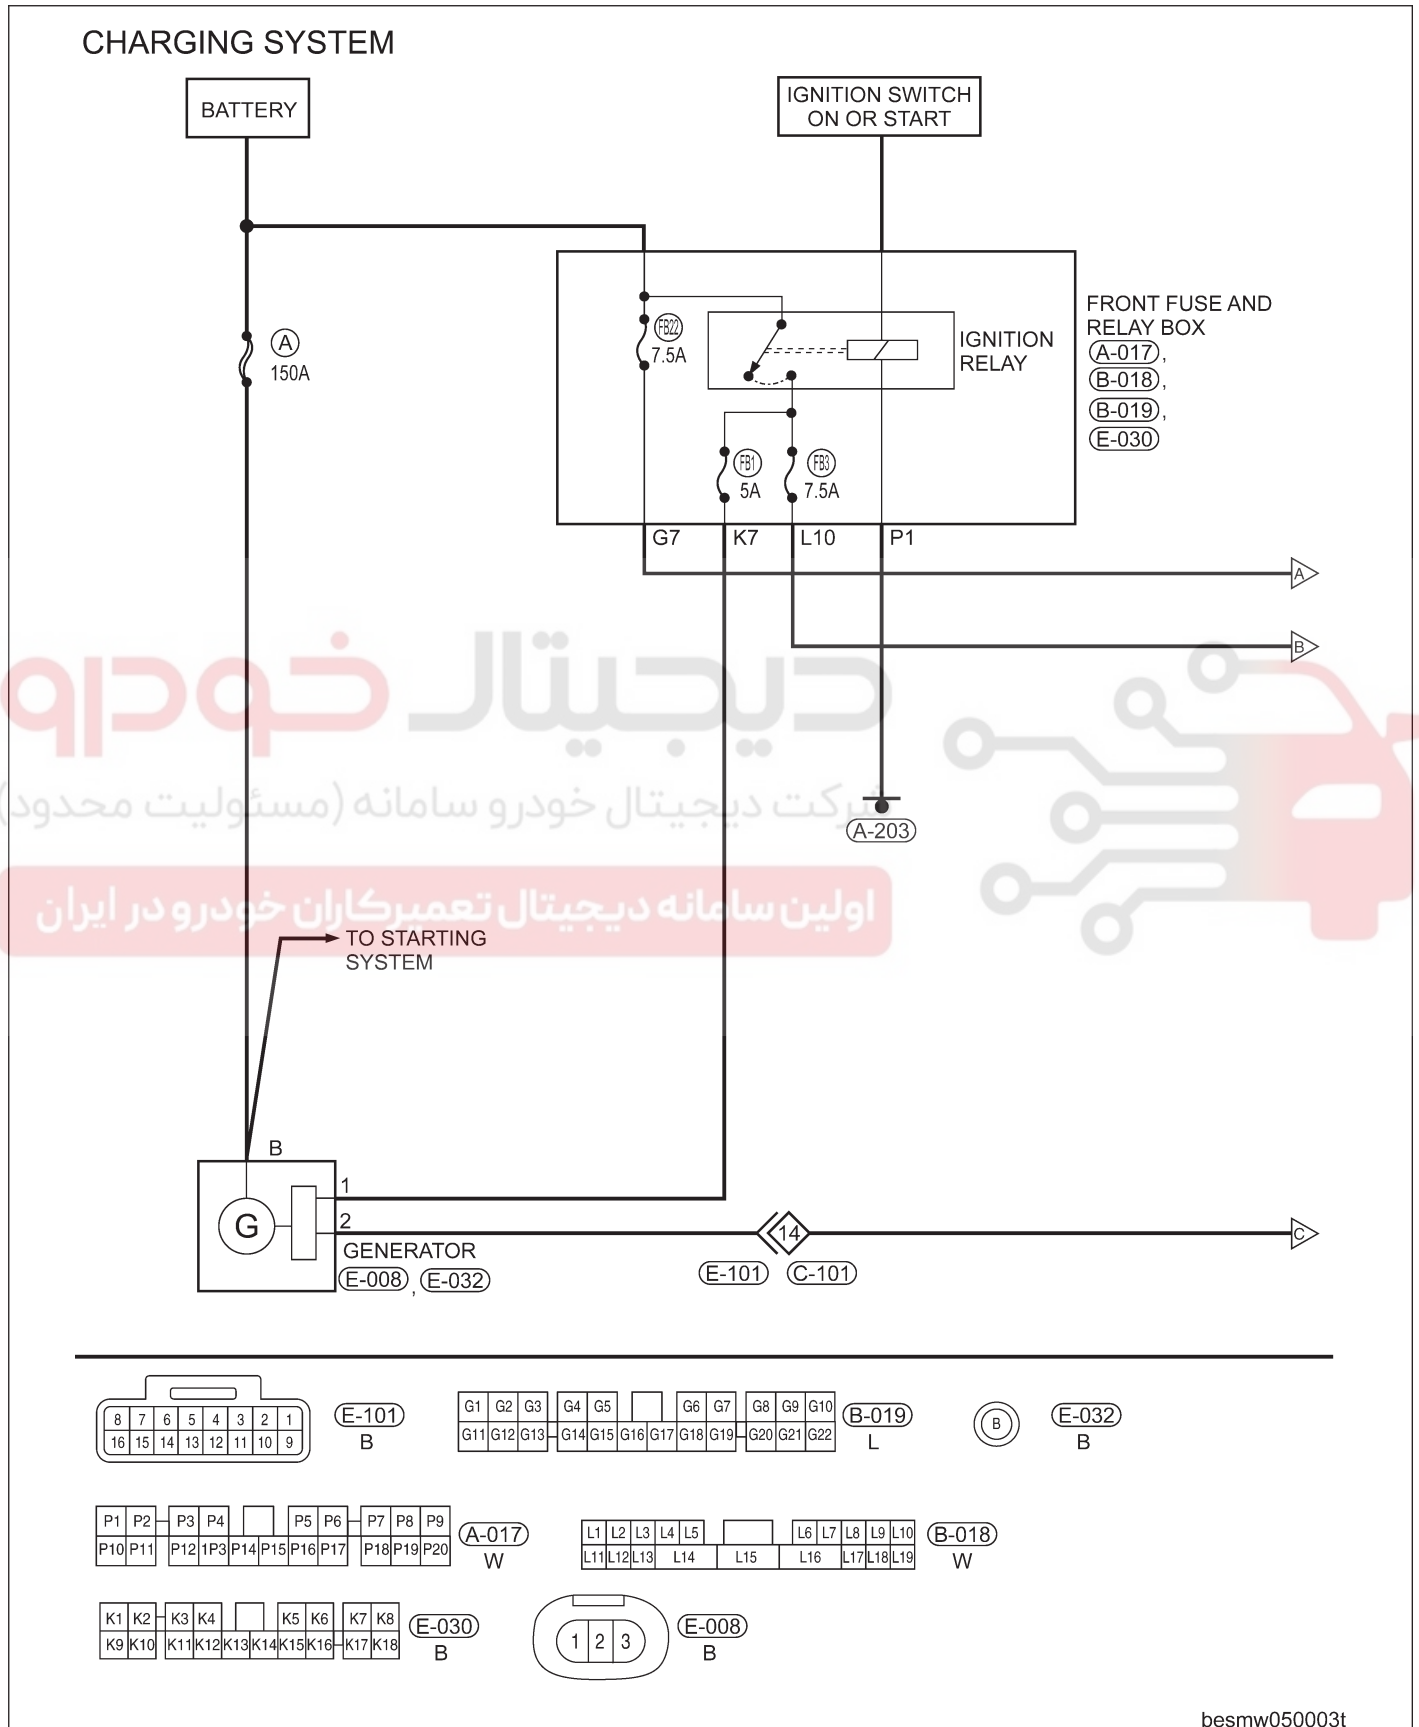 CHARGING SYSTEM
BATTERY
IGNITION SWITCH
ON OR START
A
150A
FB22
7.5A
IGNITION
RELAY
FRONT FUSE AND
RELAY BOX
A-017,
B-018,
B-019,
E-030
FB1
5A
FB3
7.5A
G7
K7
L10
P1
A
B
دیجیتال خودرو
شرکت دیجیتال خودرو سامانه (مسئولیت محدود)
A-203
اولین سامانه دیجیتال تعمیرکاران خودرو در ایران
TO STARTING
SYSTEM
B
G
1
2
GENERATOR
E-008, E-032
14
E-101 C-101
C
8 7 6 5 4 3 2 1
16 15 14 13 12 11 10 9
E-101
B
G1 G2 G3 G4 G5 G6 G7 G8 G9 G10
G11 G12 G13 G14 G15 G16 G17 G18 G19 G20 G21 G22
B-019
L
B
E-032
B
P1 P2 P3 P4 P5 P6 P7 P8 P9
P10 P11 P12 1P3 P14 P15 P16 P17 P18 P19 P20
A-017
W
L1 L2 L3 L4 L5 L6 L7 L8 L9 L10
L11 L12 L13 L14 L15 L16 L17 L18 L19
B-018
W
K1 K2 K3 K4 K5 K6 K7 K8
K9 K10 K11 K12 K13 K14 K15 K16 K17 K18
E-030
B
1 2 3
E-008
B
besmw050003t